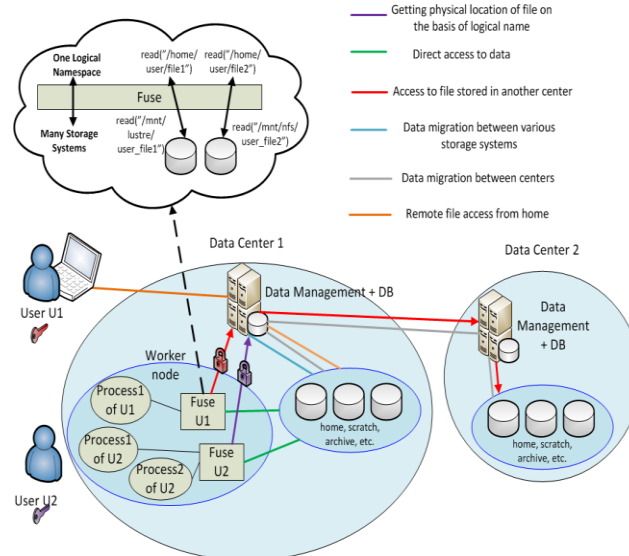 One Logical
Namespace
Many Storage
Systems
Fuse
read("/home/
user/file1")
read("/home/
user/file2")
read("/mnt/
lustre/
user_file1")
read("/mnt/nfs/
user_file2")
Getting physical location of file on
the basis of logical name
Direct access to data
Access to file stored in another
center
Data migration between various
storage systems
Data migration between centers
Remote file access from home
User U1
User U2
Data Center 1
Data Management + DB
Worker
node
Process1
of U1
Fuse
U1
Process1
of U2
Process2
of U2
Fuse
U2
home, scratch,
archive, etc.
Data Center 2
Data
Management
+ DB
home, scratch,
archive, etc.